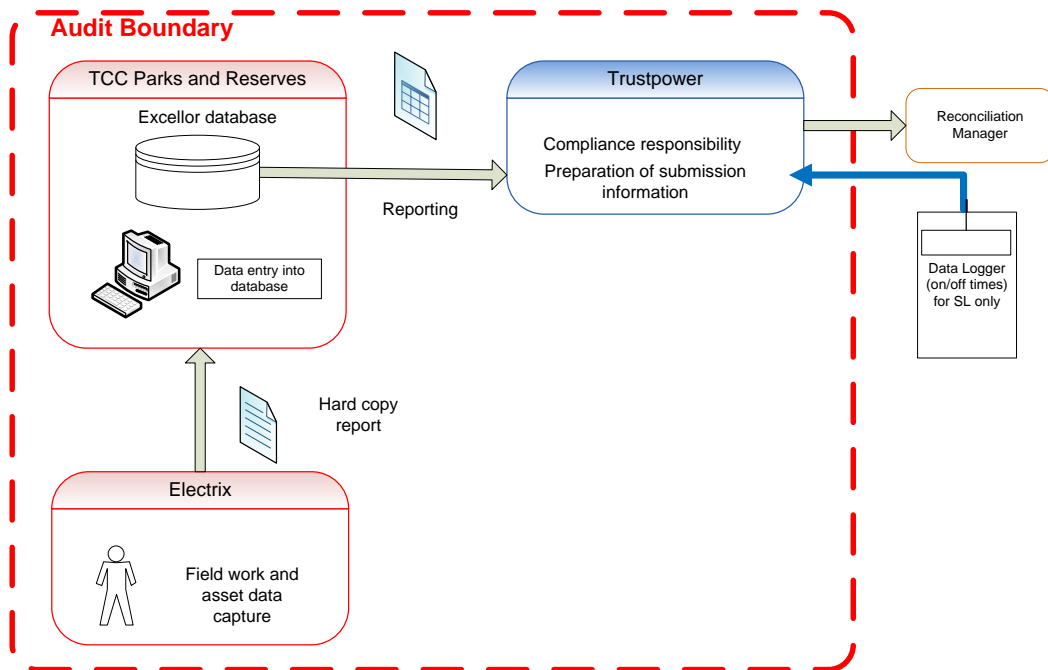 Audit Boundary
TCC Parks and Reserves
Excellor database
Data entry into
database
Reporting
Trustpower
Compliance responsibility
Preparation of submission
information
Reconciliation
Manager
Data Logger
(on/off times)
for SL only
Hard copy
report
Electrix
Field work and
asset data
capture